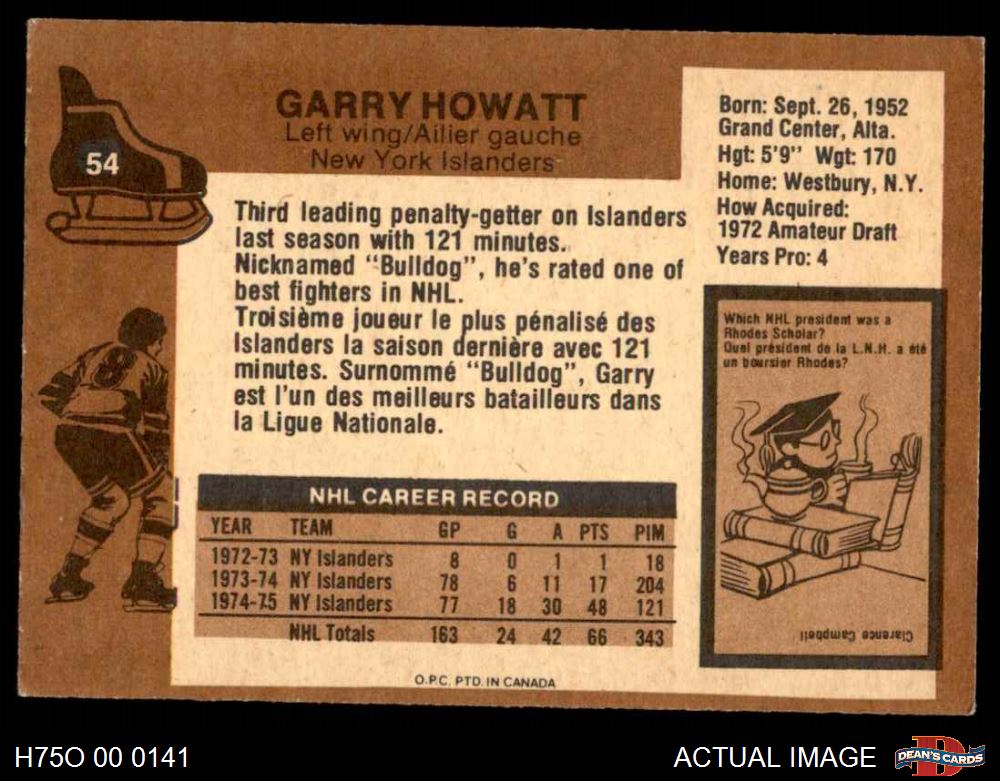 54
GARRY HOWATT
Left wing/Ailier gauche
New York Islanders
Born: Sept. 26, 1952
Grand Center, Alta.
Hgt: 5'9'' Wgt: 170
Home: Westbury, N.Y.
How Acquired:
1972 Amateur Draft
Years Pro: 4
Third leading penalty-getter on Islanders
last season with 121 minutes.
Nicknamed "Bulldog", he's rated one of
best fighters in NHL.
Troisième joueur le plus pénalisé des
Islanders la saison dernière avec 121
minutes. Surnommé "Bulldog", Garry
est l'un des meilleurs batailleurs dans
la Ligue Nationale.
8
Which NHL president was a
Rhodes Scholar?
Quel président de la L.N.H. a été
un boursier Rhodes?
Clarence Campbell
NHL CAREER RECORD
YEAR TEAM GP G A PTS PIM
1972-73 NY Islanders 8 0 1 1 18
1973-74 NY Islanders 78 6 11 17 204
1974-75 NY Islanders 77 18 30 48 121
NHL Totals 163 24 42 66 343
O.P.C. PTD. IN CANADA
H75O 00 0141
ACTUAL IMAGE
D
DEAN'S CARDS